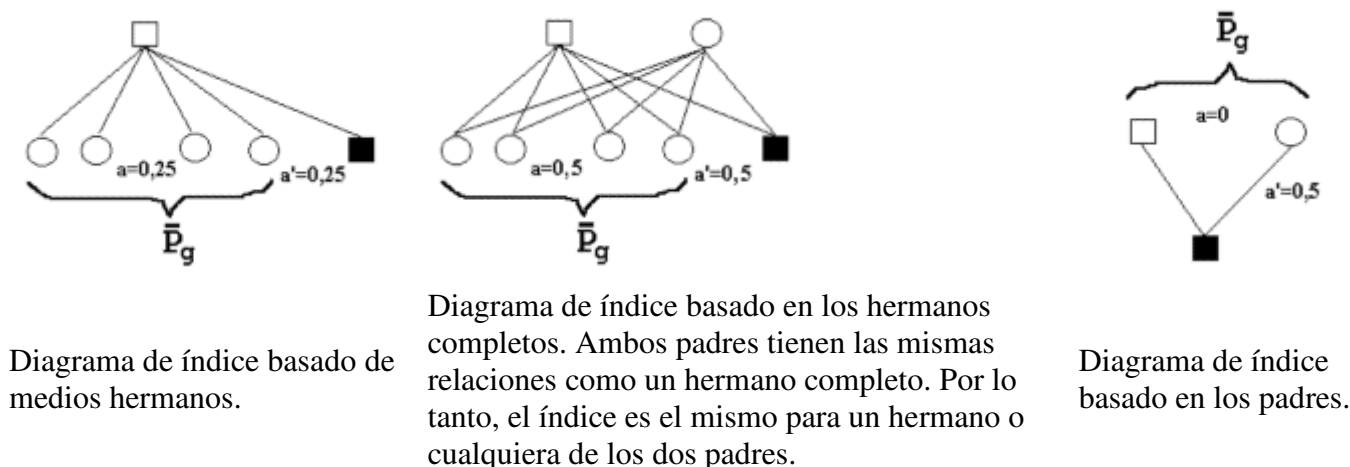 a=0,25
a'=0,25
P̄g
Diagrama de índice basado de
medios hermanos.
a=0,5
a'=0,5
P̄g
Diagrama de índice basado en los hermanos
completos. Ambos padres tienen las mismas
relaciones como un hermano completo. Por lo
tanto, el índice es el mismo para un hermano o
cualquiera de los dos padres.
P̄g
a=0
a'=0,5
Diagrama de índice
basado en los padres.